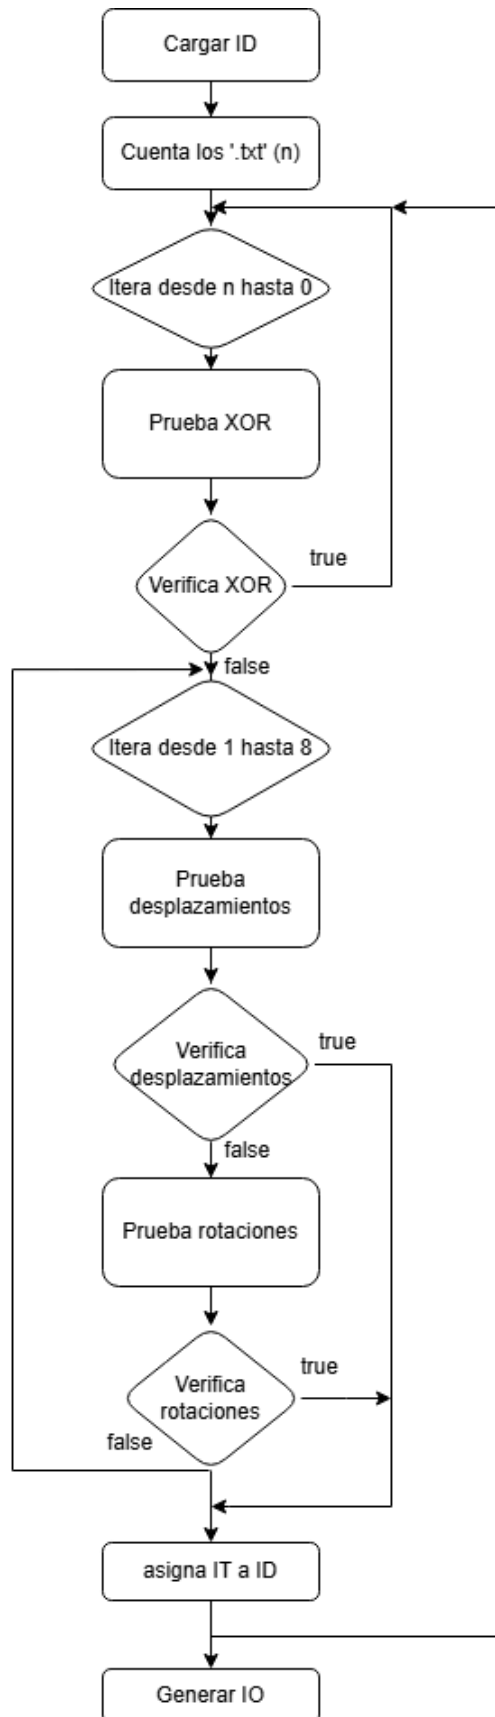 Cargar ID
Cuenta los '.txt' (n)
Itera desde n hasta 0
Prueba XOR
true
Verifica XOR
false
Itera desde 1 hasta 8
Prueba
desplazamientos
true
Verifica
desplazamientos
false
Prueba rotaciones
true
Verifica
rotaciones
false
asigna IT a ID
Generar IO